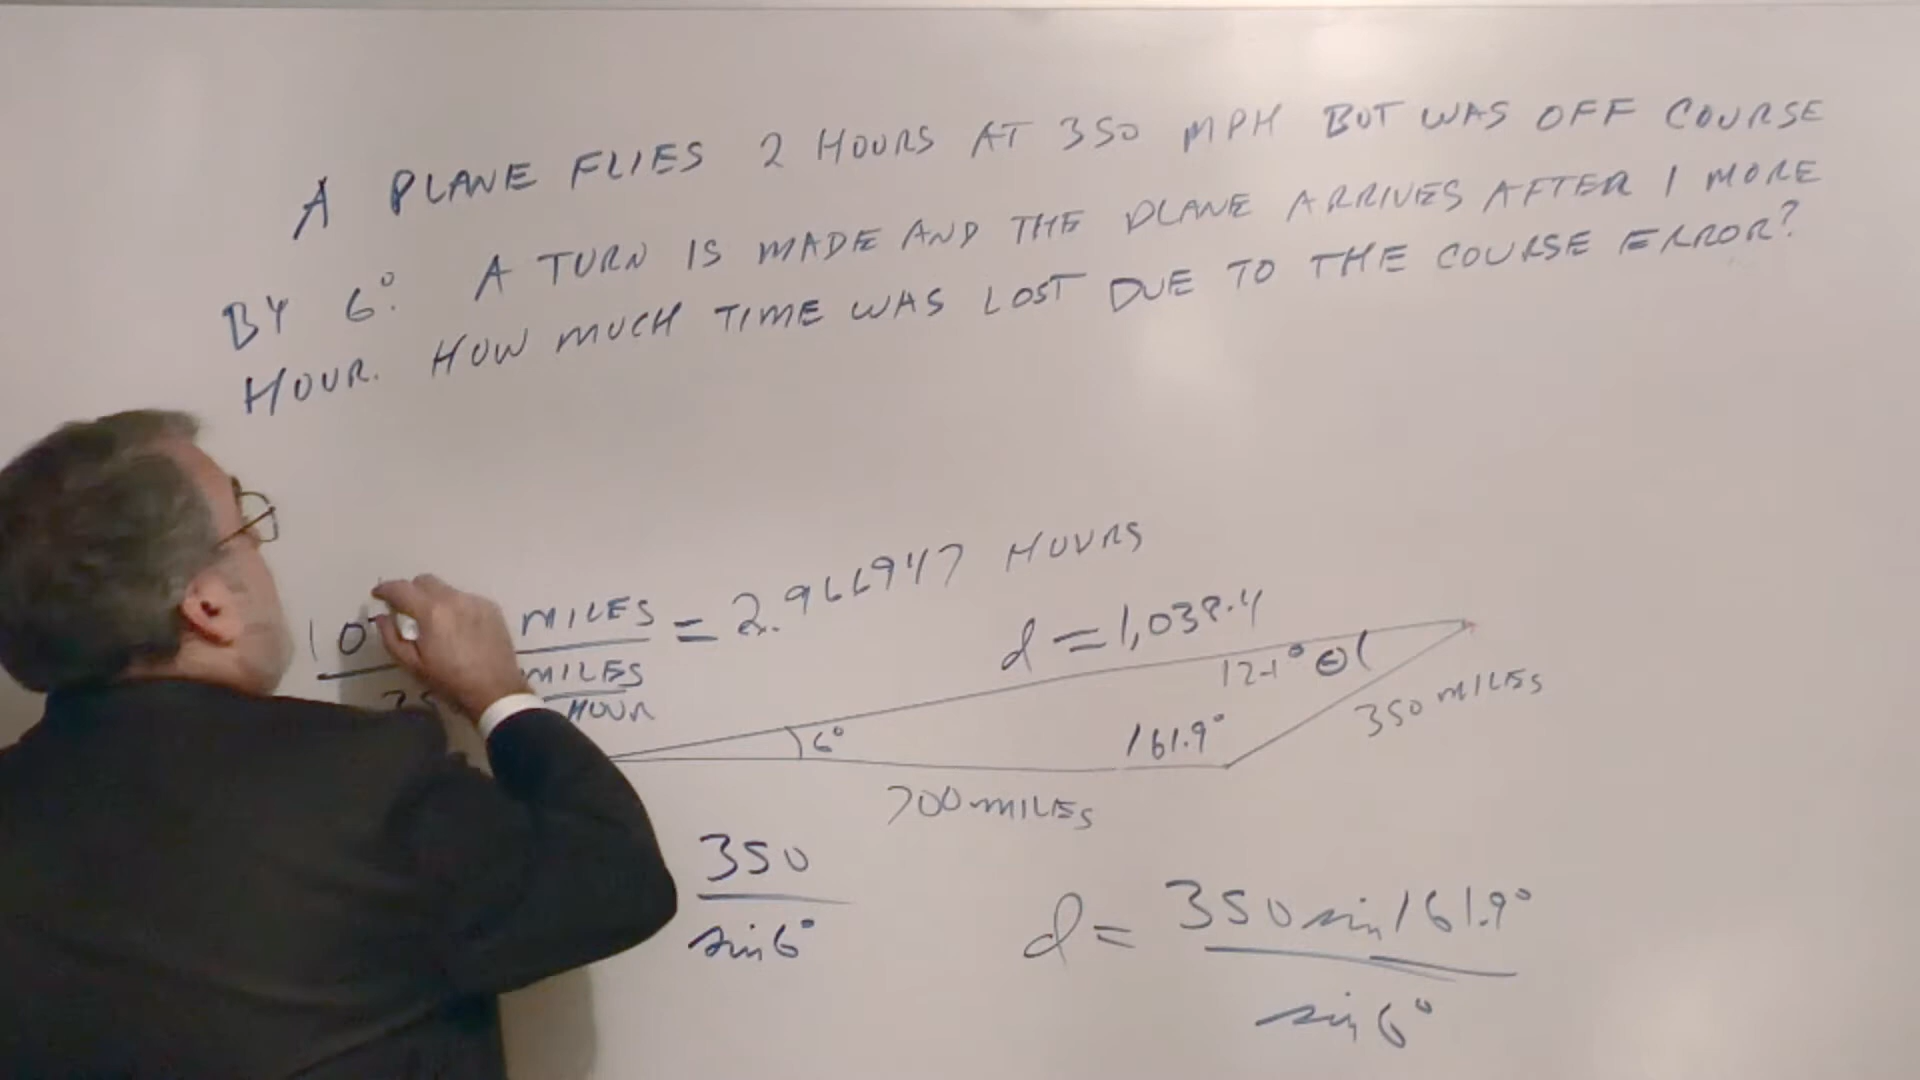 A PLANE FLIES 2 HOURS AT 350 MPH BUT WAS OFF COURSE
BY 6°. A TURN IS MADE AND THE PLANE ARRIVES AFTER 1 MORE
HOUR. HOW MUCH TIME WAS LOST DUE TO THE COURSE ERROR?
MILES = 2.966947 HOURS
MILES
HOUR
d = 1,038.4
12.1° θ
350 MILES
6°
161.9°
700 MILES
350
sin 6°
d = 350 sin 161.9°
sin 6°